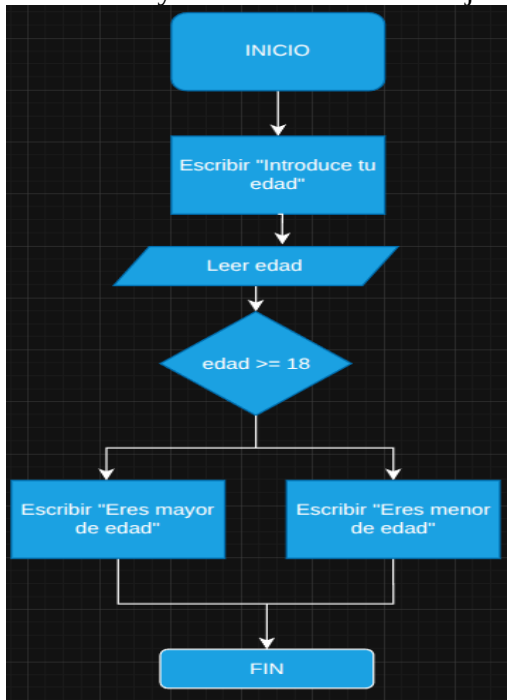 INICIO
Escribir "Introduce tu
edad"
Leer edad
edad >= 18
Escribir "Eres mayor
de edad"
Escribir "Eres menor
de edad"
FIN